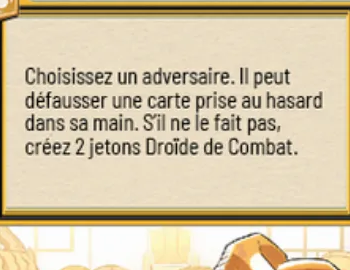 Choisissez un adversaire. Il peut
défausser une carte prise au hasard
dans sa main. S'il ne le fait pas,
créez 2 jetons Droïde de Combat.